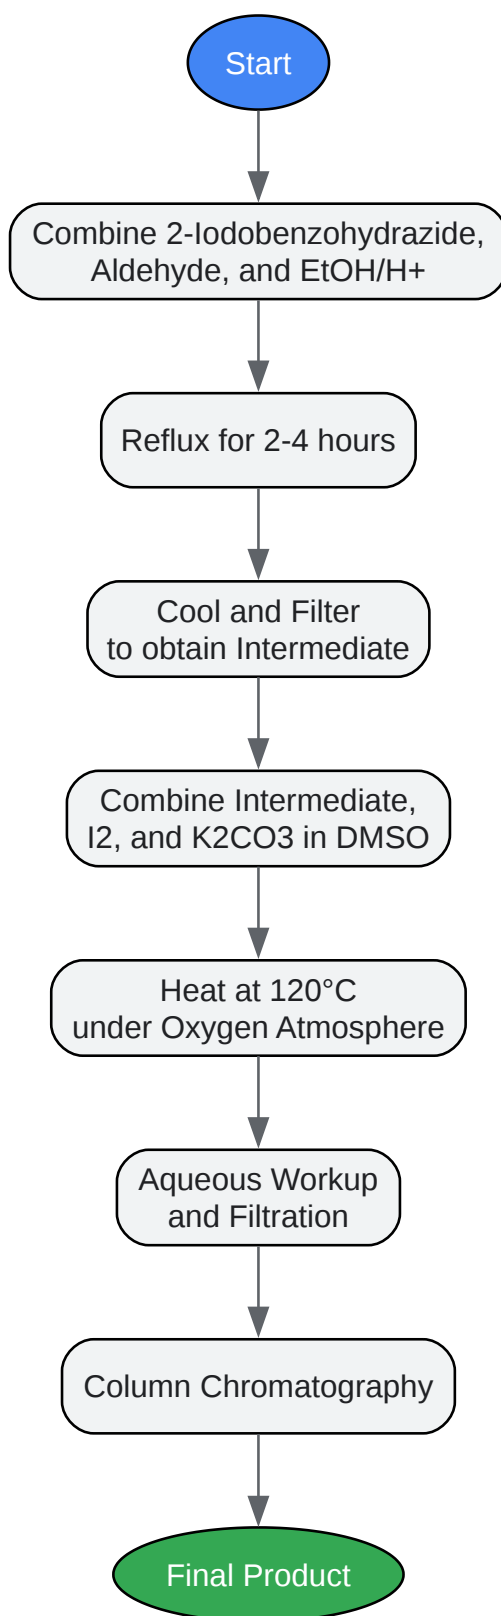 Start
Combine 2-Iodobenzohydrazide,
Aldehyde, and EtOH/H+
Reflux for 2-4 hours
Cool and Filter
to obtain Intermediate
Combine Intermediate,
I2, and K2CO3 in DMSO
Heat at 120°C
under Oxygen Atmosphere
Aqueous Workup
and Filtration
Column Chromatography
Final Product